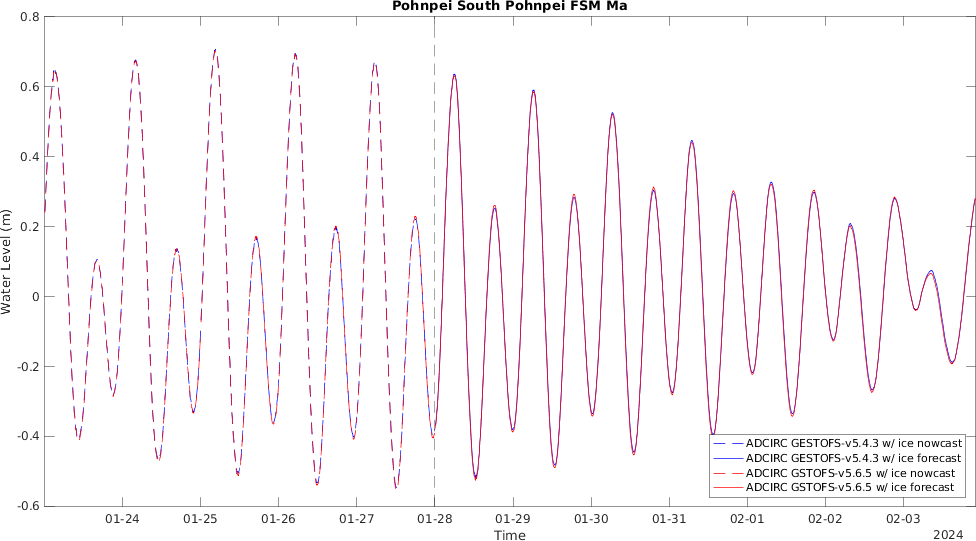 Pohnpei South Pohnpei FSM Ma
0.8
0.6
0.4
0.2
0
-0.2
-0.4
-0.6
Water Level (m)
ADCIRC GESTOFS-v5.4.3 w/ ice nowcast
ADCIRC GESTOFS-v5.4.3 w/ ice forecast
ADCIRC GSTOFS-v5.6.5 w/ ice nowcast
ADCIRC GSTOFS-v5.6.5 w/ ice forecast
01-24 01-25 01-26 01-27 01-28 01-29 01-30 01-31 02-01 02-02 02-03
Time
2024